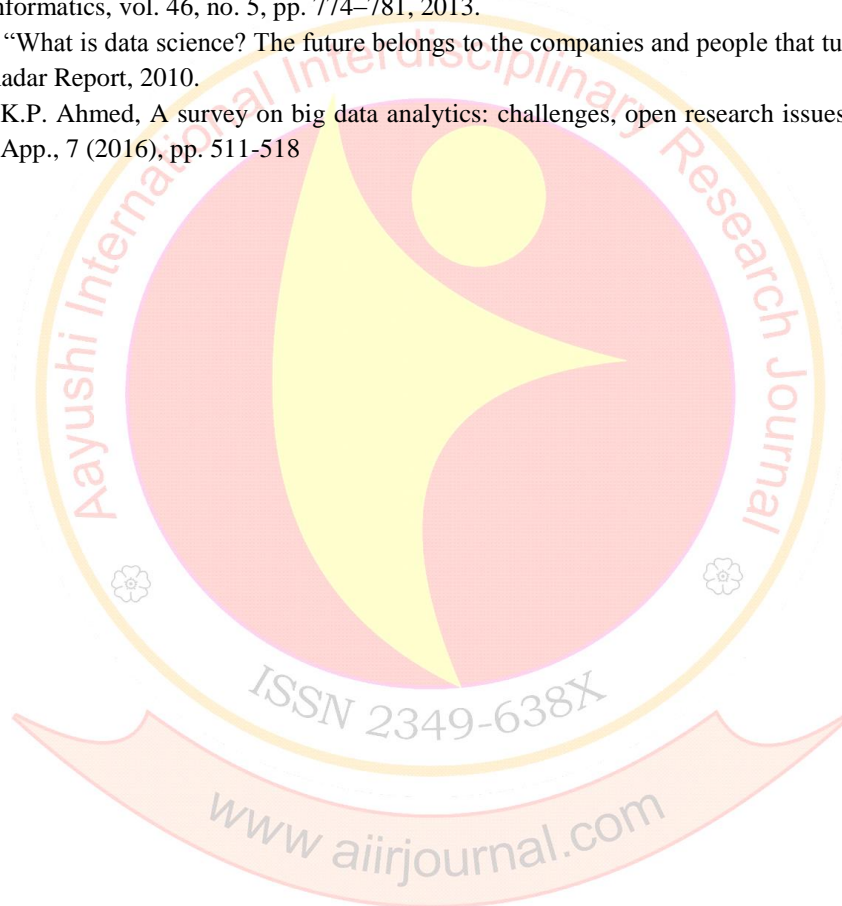 nformatics, vol. 46, no. 5, pp. 774–781, 2013.
“What is data science? The future belongs to the companies and people that tu
adar Report, 2010.
K.P. Ahmed, A survey on big data analytics: challenges, open research issues
App., 7 (2016), pp. 511-518
Aayushi International Interdisciplinary Research Journal
ISSN 2349-638X
www aiirjournal.com